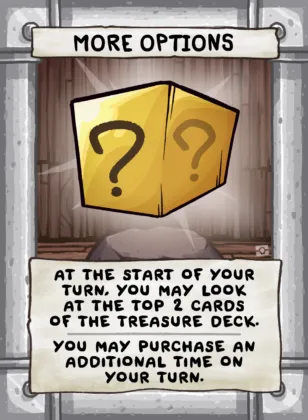 MORE OPTIONS
? ?
AT THE START OF YOUR
TURN, YOU MAY LOOK
AT THE TOP 2 CARDS
OF THE TREASURE DECK.
YOU MAY PURCHASE AN
ADDITIONAL TIME ON
YOUR TURN.